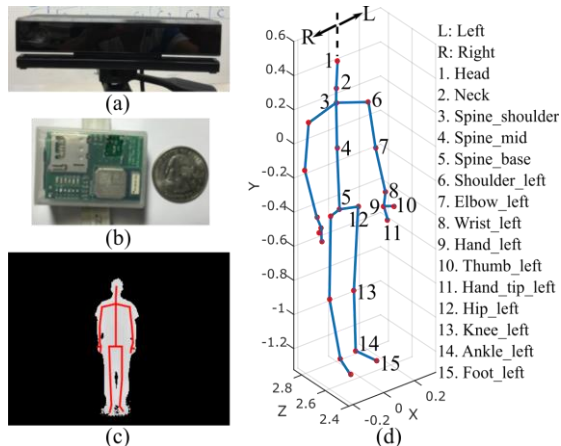 (a)
(b)
(c)
L
R
0.6
0.4
0.2
0
-0.2
-0.4
-0.6
-0.8
-1
-1.2
Y
2.8
2.6
2.4
Z
-0.2
0
0.2
X
1
2
3
6
4
7
5
8
12
9
10
11
13
14
15
(d)
L: Left
R: Right
1. Head
2. Neck
3. Spine_shoulder
4. Spine_mid
5. Spine_base
6. Shoulder_left
7. Elbow_left
8. Wrist_left
9. Hand_left
10. Thumb_left
11. Hand_tip_left
12. Hip_left
13. Knee_left
14. Ankle_left
15. Foot_left